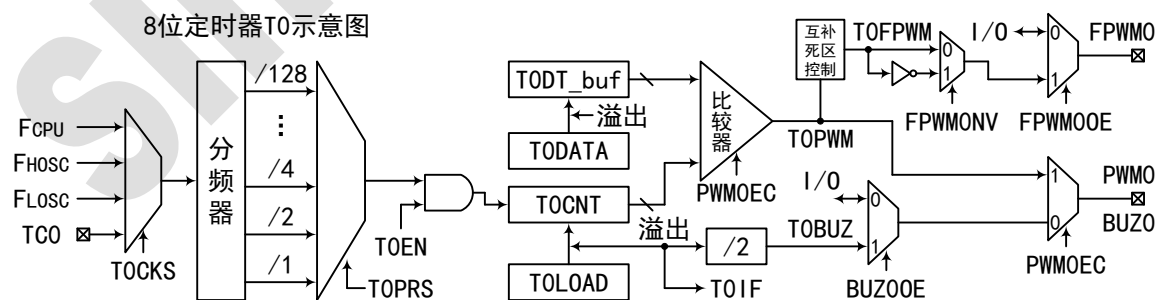 8位定时器T0示意图
FCPU
FHOSC
FLOSC
TC0
T0CKS
分频器
/128
⋮
/4
/2
/1
T0PRS
T0EN
T0DT_buf
溢出
T0DATA
T0CNT
溢出
T0LOAD
/2
T0IF
比较器
PWM0EC
T0PWM
互补
死区
控制
T0FPWM
0
1
FPWM0NV
I/O
0
1
FPWM0OE
FPWM0
T0BUZ
I/O
0
1
BUZ0OE
1
0
PWM0EC
PWM0
BUZ0